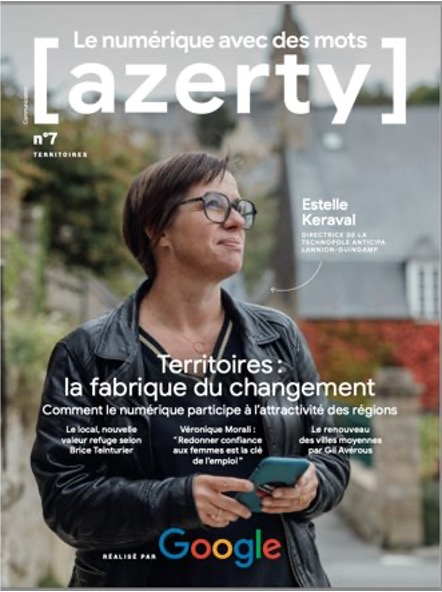 Le numérique avec des mots
[azerty]
Communiqué
n°7
TERRITOIRES
Estelle
Keraval
DIRECTRICE DE LA
TECHNOPOLE ANTICIPA
LANNION-GUINGAMP
Territoires :
la fabrique du changement
Comment le numérique participe à l'attractivité des régions
Le local, nouvelle
valeur refuge selon
Brice Teinturier
Véronique Morali :
"Redonner confiance
aux femmes est la clé
de l'emploi"
Le renouveau
des villes moyennes
par Gil Avérous
RÉALISÉ PAR Google